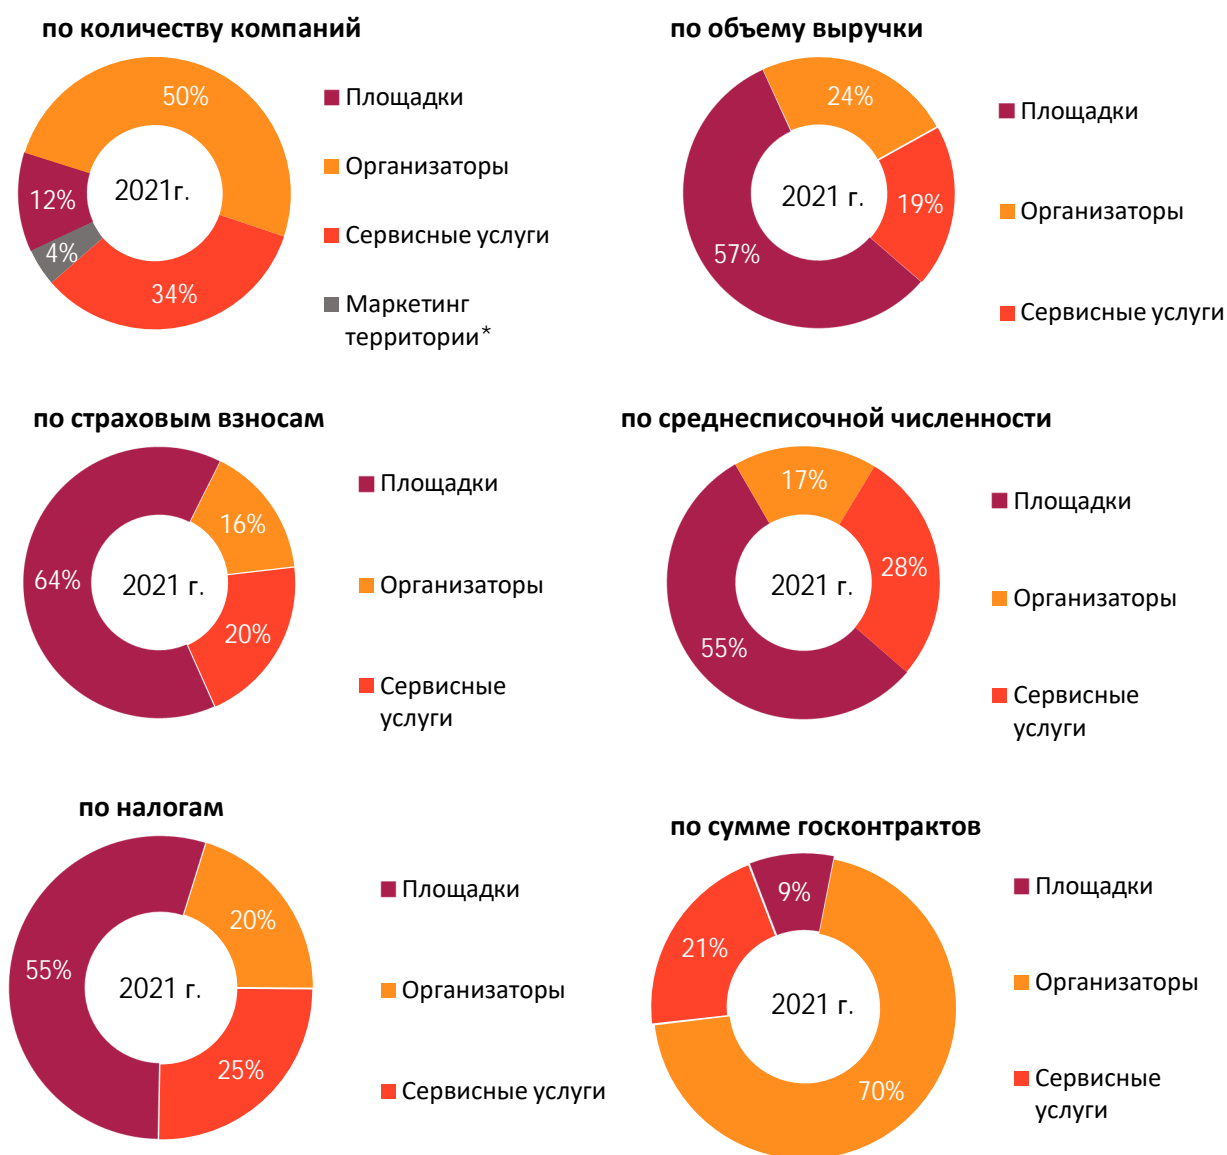 по количеству компаний
50%
12%
4%
34%
2021г.
Площадки
Организаторы
Сервисные услуги
Маркетинг
территории*
по объему выручки
24%
19%
57%
2021 г.
Площадки
Организаторы
Сервисные услуги
по страховым взносам
64%
16%
20%
2021 г.
Площадки
Организаторы
Сервисные
услуги
по среднесписочной численности
17%
28%
55%
2021 г.
Площадки
Организаторы
Сервисные
услуги
по налогам
55%
20%
25%
2021 г.
Площадки
Организаторы
Сервисные услуги
по сумме госконтрактов
9%
21%
70%
2021 г.
Площадки
Организаторы
Сервисные
услуги